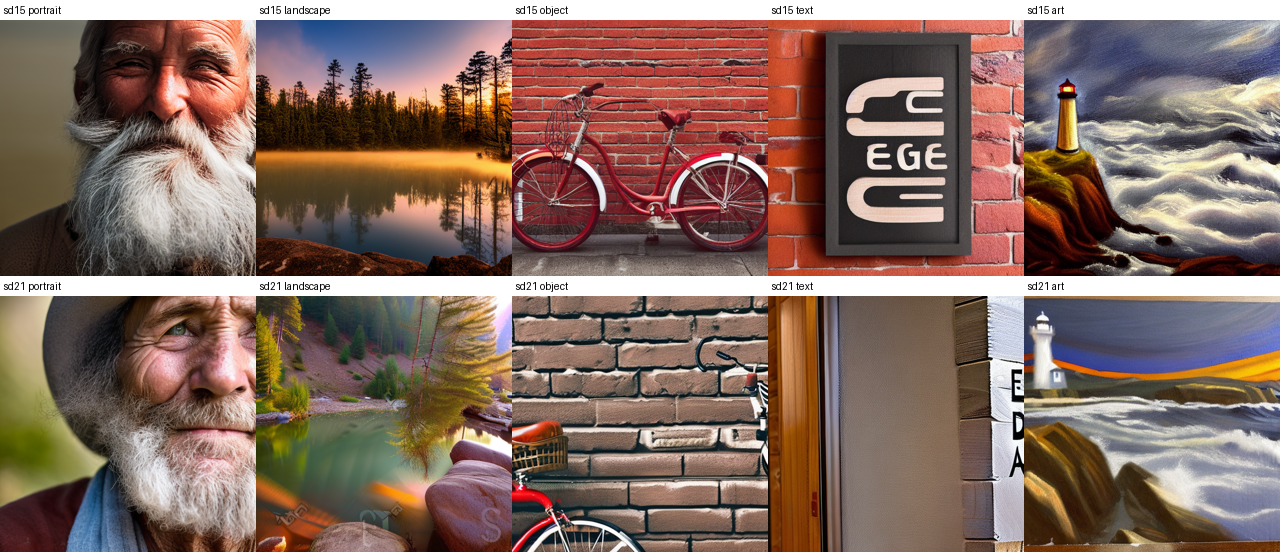 sd15 portrait
sd15 landscape
sd15 object
sd15 text
sd15 art
EGE
sd21 portrait
sd21 landscape
sd21 object
sd21 text
sd21 art
E
D
A